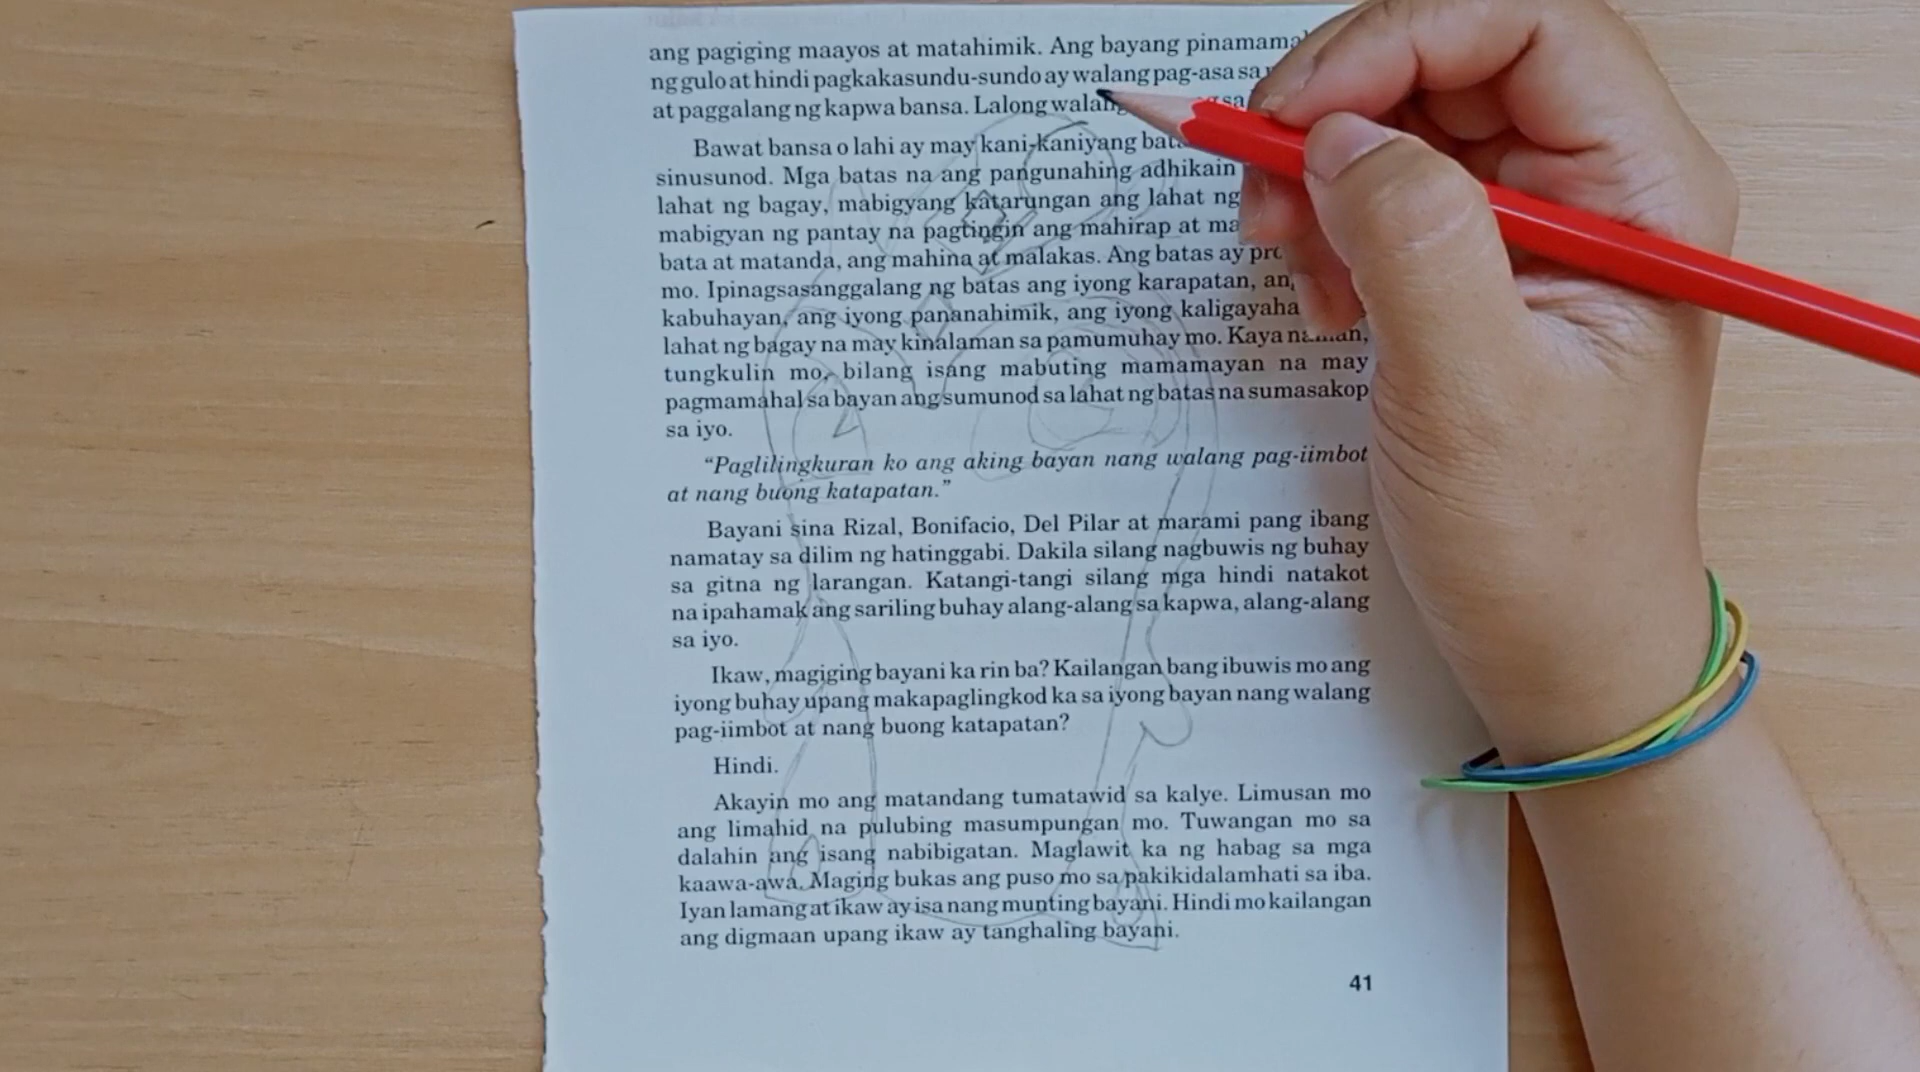 ang pagiging maayos at matahimik. Ang bayang
ng gulo at hindi pagkakasundu-sundo ay walang pag-asa sa
at paggalang ng kapwa bansa. Lalong sa
Bawat bansa o lahi ay may kani-kaniyang
sinusunod. Mga batas na ang pangunahing adhikain
lahat ng bagay, mabigyang katarungan ang lahat ng
mabigyan ng pantay na pagtingin ang mahirap at
bata at matanda, ang mahina at malakas. Ang batas ay
mo. Ipinagsasanggalang ng batas ang iyong karapatan,
kabuhayan, ang iyong pananahimik, ang iyong
lahat ng bagay na may kinalaman sa pamumuhay mo. Kaya
tungkulin mo, bilang isang mabuting mamamayan na may
pagmamahal sa bayan ang sumunod sa lahat ng batas na sumasakop
sa iyo.
“Paglilingkuran ko ang aking bayan nang walang pag-iimbot
at nang buong katapatan.”
Bayani sina Rizal, Bonifacio, Del Pilar at marami pang ibang
namatay sa dilim ng hatinggabi. Dakila silang nagbuwis ng buhay
sa gitna ng larangan. Katangi-tangi silang mga hindi natakot
na ipahamak ang sariling buhay alang-alang sa kapwa, alang-alang
sa iyo.
Ikaw, magiging bayani ka rin ba? Kailangan bang ibuwis mo ang
iyong buhay upang makapaglingkod ka sa iyong bayan nang walang
pag-iimbot at nang buong katapatan?
Hindi.
Akayin mo ang matandang tumatawid sa kalye. Limusan mo
ang limahid na pulubing masumpungan mo. Tuwangan mo sa
dalahin ang isang nabibigatan. Maglawit ka ng habag sa mga
kaawa-awa. Maging bukas ang puso mo sa pakikidalamhati sa iba.
Iyan lamang at ikaw ay isa nang munting bayani. Hindi mo kailangan
ang digmaan upang ikaw ay tanghaling bayani.
41